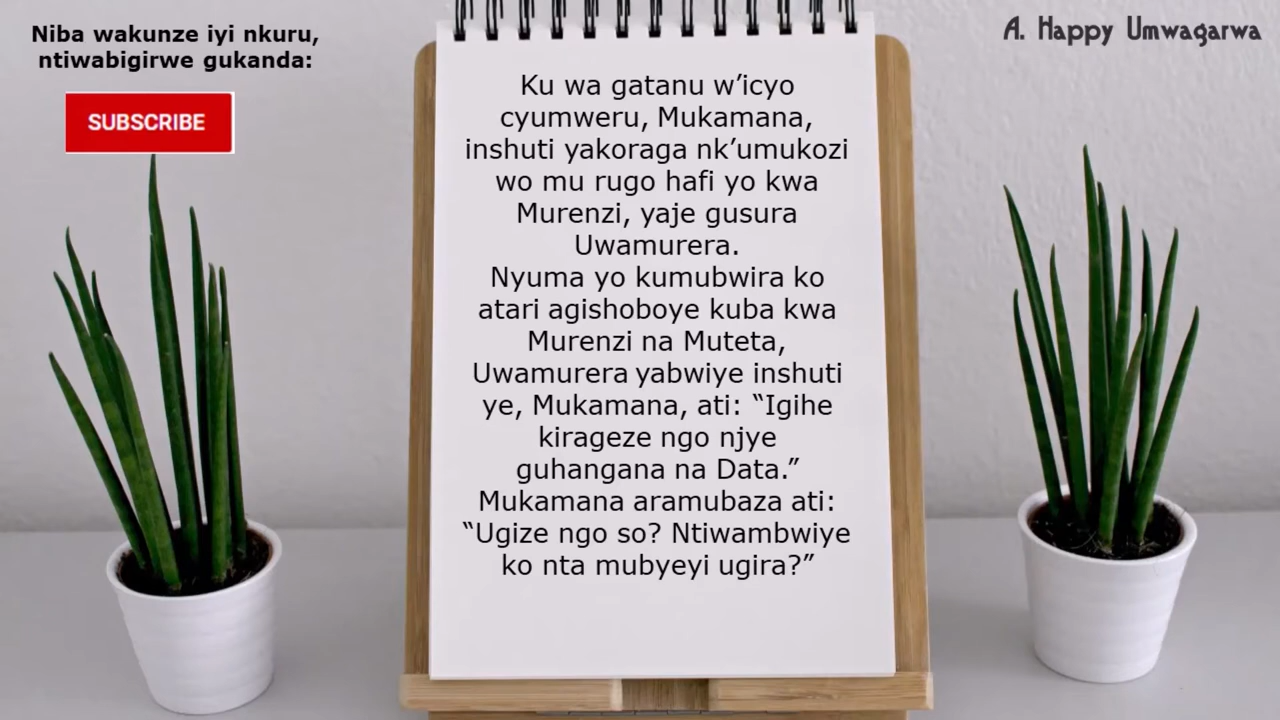 Niba wakunze iyi nkuru,
ntiwabigirwe gukanda:
SUBSCRIBE
A. Happy Umwagarwa
Ku wa gatanu w’icyo
cyumweru, Mukamana,
inshuti yakoraga nk’umukozi
wo mu rugo hafi yo kwa
Murenzi, yaje gusura
Uwamurera.
Nyuma yo kumubwira ko
atari agishoboye kuba kwa
Murenzi na Muteta,
Uwamurera yabwiye inshuti
ye, Mukamana, ati: “Igihe
kirageze ngo njye
guhangana na Data.”
Mukamana aramubaza ati:
“Ugize ngo so? Ntiwambwiye
ko nta mubyeyi ugira?”